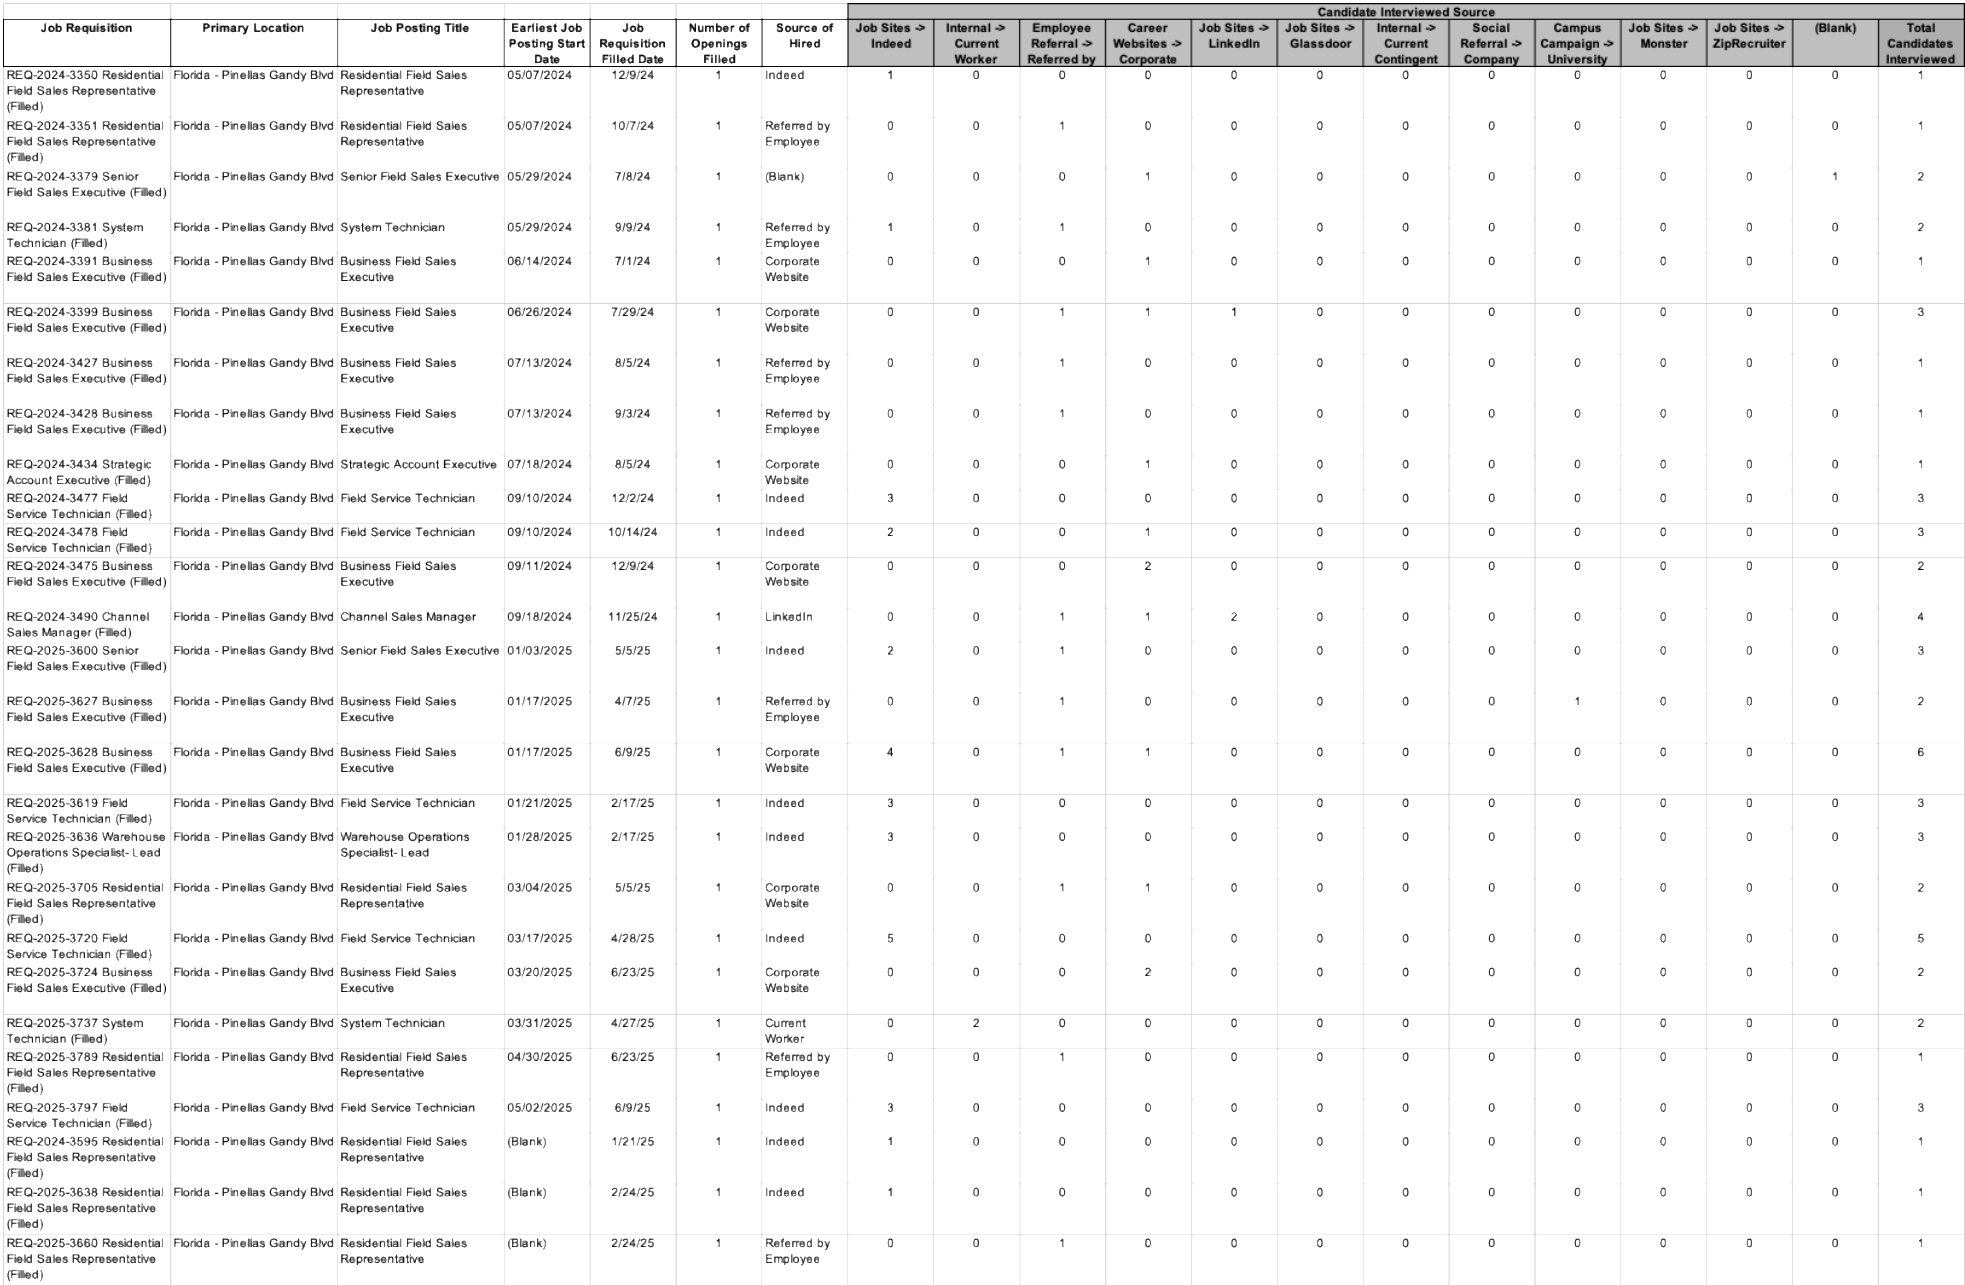 Candidate Interviewed Source
Job Requisition Primary Location Job Posting Title Earliest Job Job Number of Source of Job Sites -> Internal -> Employee Career Job Sites -> Job Sites -> Internal -> Social Campus Job Sites -> Job Sites -> (Blank) Total
Posting Start Requisition Openings Hired Indeed Current Referral -> Websites -> LinkedIn Glassdoor Current Referral -> Campaign -> Monster ZipRecruiter Candidates
Date Filled Date Filled Worker Referred by Corporate Contingent Company University Interviewed
REQ-2024-3350 Residential Florida - Pinellas Gandy Blvd Residential Field Sales 05/07/2024 12/9/24 1 Indeed 1 0 0 0 0 0 0 0 0 0 0 0 1
Field Sales Representative Representative
(Filled)
REQ-2024-3351 Residential Florida - Pinellas Gandy Blvd Residential Field Sales 05/07/2024 10/7/24 1 Referred by 0 0 1 0 0 0 0 0 0 0 0 0 1
Field Sales Representative Representative Employee
(Filled)
REQ-2024-3379 Senior Florida - Pinellas Gandy Blvd Senior Field Sales Executive 05/29/2024 7/8/24 1 (Blank) 0 0 0 1 0 0 0 0 0 0 0 1 2
Field Sales Executive (Filled)
REQ-2024-3381 System Florida - Pinellas Gandy Blvd System Technician 05/29/2024 9/9/24 1 Referred by 1 0 1 0 0 0 0 0 0 0 0 0 2
Technician (Filled) Employee
REQ-2024-3391 Business Florida - Pinellas Gandy Blvd Business Field Sales 06/14/2024 7/1/24 1 Corporate 0 0 0 1 0 0 0 0 0 0 0 0 1
Field Sales Executive (Filled) Executive Website
REQ-2024-3399 Business Florida - Pinellas Gandy Blvd Business Field Sales 06/26/2024 7/29/24 1 Corporate 0 0 1 1 1 0 0 0 0 0 0 0 3
Field Sales Executive (Filled) Executive Website
REQ-2024-3427 Business Florida - Pinellas Gandy Blvd Business Field Sales 07/13/2024 8/5/24 1 Referred by 0 0 1 0 0 0 0 0 0 0 0 0 1
Field Sales Executive (Filled) Executive Employee
REQ-2024-3428 Business Florida - Pinellas Gandy Blvd Business Field Sales 07/13/2024 9/3/24 1 Referred by 0 0 1 0 0 0 0 0 0 0 0 0 1
Field Sales Executive (Filled) Executive Employee
REQ-2024-3434 Strategic Florida - Pinellas Gandy Blvd Strategic Account Executive 07/18/2024 8/5/24 1 Corporate 0 0 0 1 0 0 0 0 0 0 0 0 1
Account Executive (Filled) Website
REQ-2024-3477 Field Florida - Pinellas Gandy Blvd Field Service Technician 09/10/2024 12/2/24 1 Indeed 3 0 0 0 0 0 0 0 0 0 0 0 3
Service Technician (Filled)
REQ-2024-3478 Field Florida - Pinellas Gandy Blvd Field Service Technician 09/10/2024 10/14/24 1 Indeed 2 0 0 1 0 0 0 0 0 0 0 0 3
Service Technician (Filled)
REQ-2024-3475 Business Florida - Pinellas Gandy Blvd Business Field Sales 09/11/2024 12/9/24 1 Corporate 0 0 0 2 0 0 0 0 0 0 0 0 2
Field Sales Executive (Filled) Executive Website
REQ-2024-3490 Channel Florida - Pinellas Gandy Blvd Channel Sales Manager 09/18/2024 11/25/24 1 LinkedIn 0 0 1 1 2 0 0 0 0 0 0 0 4
Sales Manager (Filled)
REQ-2025-3600 Senior Florida - Pinellas Gandy Blvd Senior Field Sales Executive 01/03/2025 5/5/25 1 Indeed 2 0 1 0 0 0 0 0 0 0 0 0 3
Field Sales Executive (Filled)
REQ-2025-3627 Business Florida - Pinellas Gandy Blvd Business Field Sales 01/17/2025 4/7/25 1 Referred by 0 0 1 0 0 0 0 0 1 0 0 0 2
Field Sales Executive (Filled) Executive Employee
REQ-2025-3628 Business Florida - Pinellas Gandy Blvd Business Field Sales 01/17/2025 6/9/25 1 Corporate 4 0 1 1 0 0 0 0 0 0 0 0 6
Field Sales Executive (Filled) Executive Website
REQ-2025-3619 Field Florida - Pinellas Gandy Blvd Field Service Technician 01/21/2025 2/17/25 1 Indeed 3 0 0 0 0 0 0 0 0 0 0 0 3
Service Technician (Filled)
REQ-2025-3636 Warehouse Florida - Pinellas Gandy Blvd Warehouse Operations 01/28/2025 2/17/25 1 Indeed 3 0 0 0 0 0 0 0 0 0 0 0 3
Operations Specialist- Lead Specialist- Lead
(Filled)
REQ-2025-3705 Residential Florida - Pinellas Gandy Blvd Residential Field Sales 03/04/2025 5/5/25 1 Corporate 0 0 1 1 0 0 0 0 0 0 0 0 2
Field Sales Representative Representative Website
(Filled)
REQ-2025-3720 Field Florida - Pinellas Gandy Blvd Field Service Technician 03/17/2025 4/28/25 1 Indeed 5 0 0 0 0 0 0 0 0 0 0 0 5
Service Technician (Filled)
REQ-2025-3724 Business Florida - Pinellas Gandy Blvd Business Field Sales 03/20/2025 6/23/25 1 Corporate 0 0 0 2 0 0 0 0 0 0 0 0 2
Field Sales Executive (Filled) Executive Website
REQ-2025-3737 System Florida - Pinellas Gandy Blvd System Technician 03/31/2025 4/27/25 1 Current 0 2 0 0 0 0 0 0 0 0 0 0 2
Technician (Filled) Worker
REQ-2025-3789 Residential Florida - Pinellas Gandy Blvd Residential Field Sales 04/30/2025 6/23/25 1 Referred by 0 0 1 0 0 0 0 0 0 0 0 0 1
Field Sales Representative Representative Employee
(Filled)
REQ-2025-3797 Field Florida - Pinellas Gandy Blvd Field Service Technician 05/02/2025 6/9/25 1 Indeed 3 0 0 0 0 0 0 0 0 0 0 0 3
Service Technician (Filled)
REQ-2024-3595 Residential Florida - Pinellas Gandy Blvd Residential Field Sales (Blank) 1/21/25 1 Indeed 1 0 0 0 0 0 0 0 0 0 0 0 1
Field Sales Representative Representative
(Filled)
REQ-2025-3638 Residential Florida - Pinellas Gandy Blvd Residential Field Sales (Blank) 2/24/25 1 Indeed 1 0 0 0 0 0 0 0 0 0 0 0 1
Field Sales Representative Representative
(Filled)
REQ-2025-3660 Residential Florida - Pinellas Gandy Blvd Residential Field Sales (Blank) 2/24/25 1 Referred by 0 0 1 0 0 0 0 0 0 0 0 0 1
Field Sales Representative Representative Employee
(Filled)